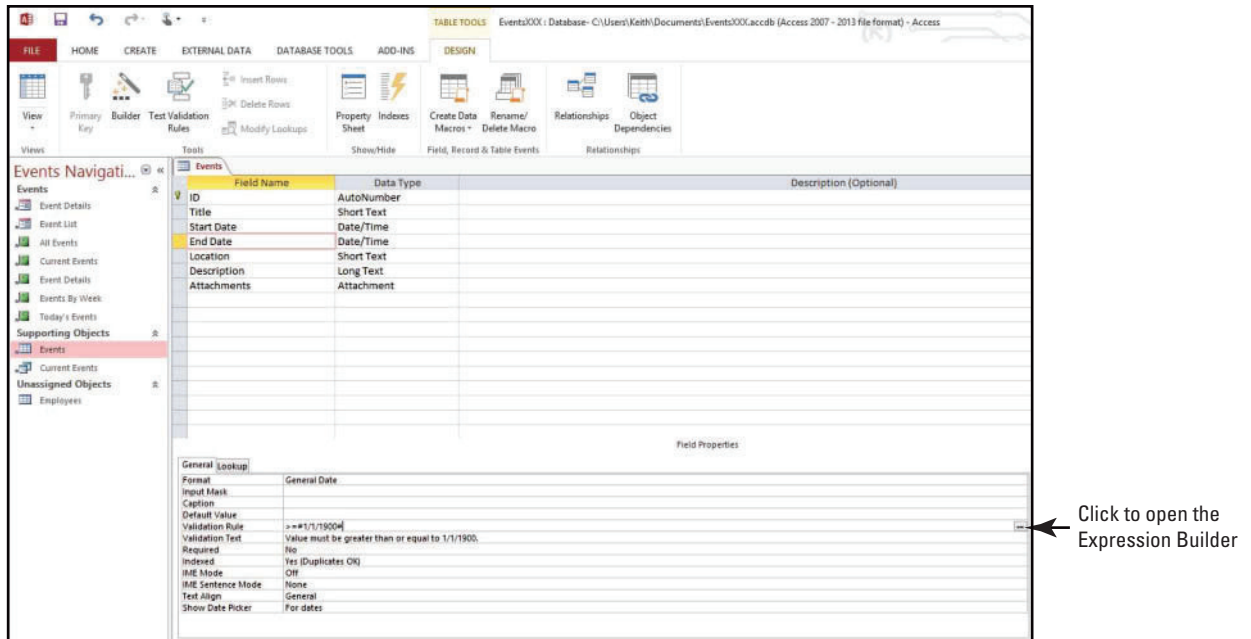 TABLE TOOLS EventsXXX : Database- C:\Users\Keith\Documents\EventsXXX.accdb (Access 2007 - 2013 file format) - Access
FILE HOME CREATE EXTERNAL DATA DATABASE TOOLS ADD-INS DESIGN
View
Primary Key
Builder
Test Validation Rules
Insert Rows
Delete Rows
Modify Lookups
Property Sheet
Indexes
Create Data Macros
Rename/ Delete Macro
Relationships
Object Dependencies
Views Tools Show/Hide Field, Record & Table Events Relationships
Events Navigati...
Events
Event Details
Event List
All Events
Current Events
Event Details
Events By Week
Today's Events
Supporting Objects
Events
Current Events
Unassigned Objects
Employees
Events
Field Name Data Type Description (Optional)
ID AutoNumber
Title Short Text
Start Date Date/Time
End Date Date/Time
Location Short Text
Description Long Text
Attachments Attachment
Field Properties
General Lookup
Format General Date
Input Mask
Caption
Default Value
Validation Rule >=#1/1/1900#
Validation Text Value must be greater than or equal to 1/1/1900.
Required No
Indexed Yes (Duplicates OK)
IME Mode Off
IME Sentence Mode None
Text Align General
Show Date Picker For dates
Click to open the
Expression Builder